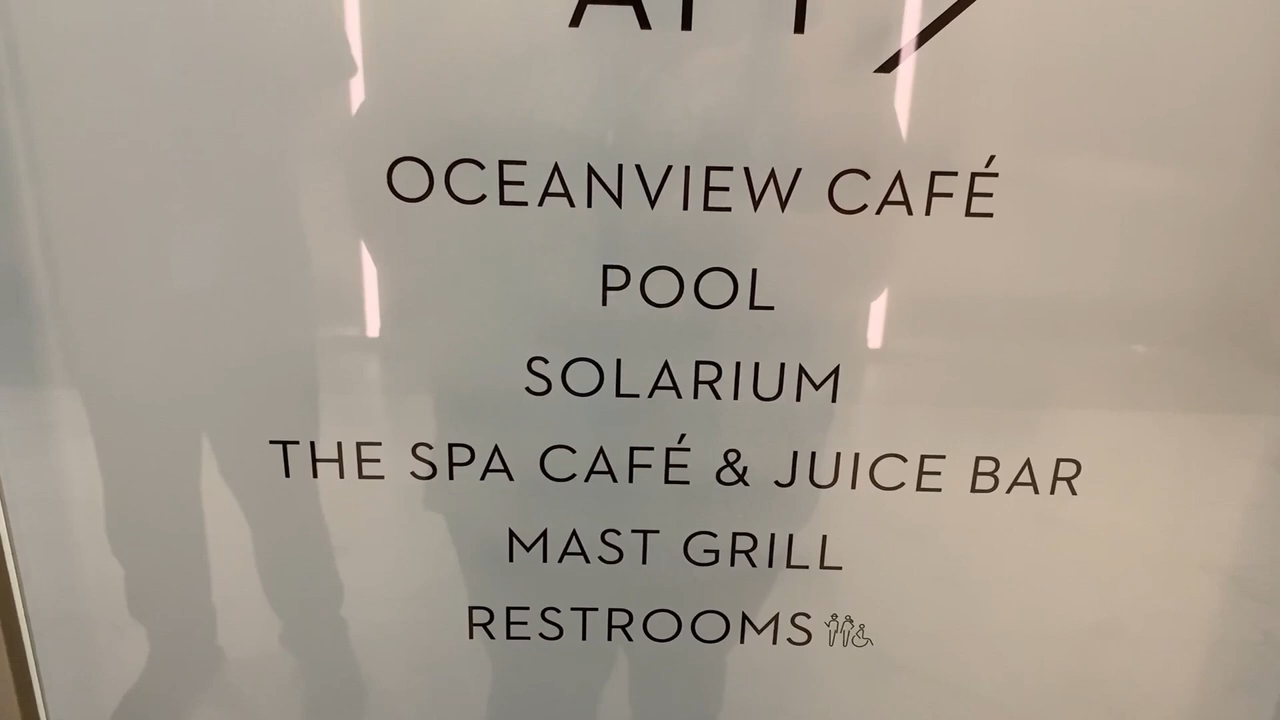 OCEANVIEW CAFÉ
POOL
SOLARIUM
THE SPA CAFÉ & JUICE BAR
MAST GRILL
RESTROOMS